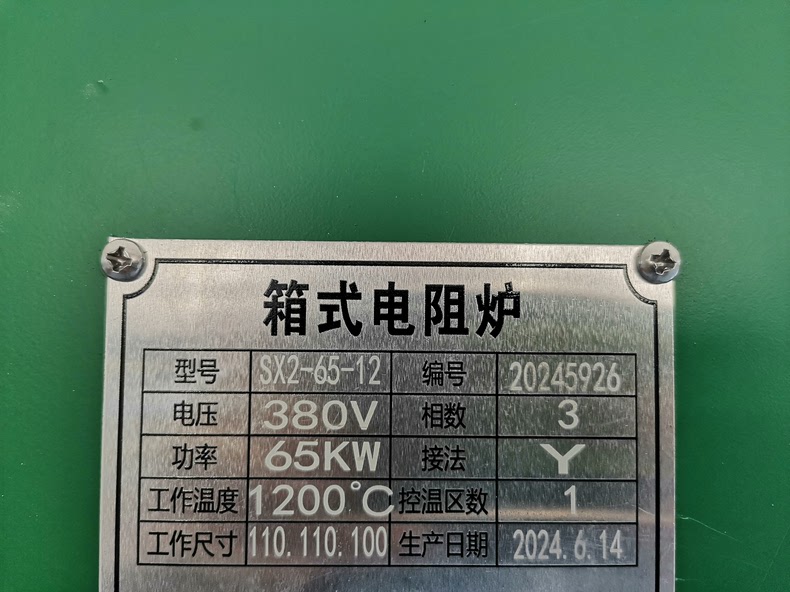 箱式电阻炉
型号 SX2-65-12 编号 20245926
电压 380V 相数 3
功率 65KW 接法 Y
工作温度 1200°C 控温区数 1
工作尺寸 110.110.100 生产日期 2024.6.14